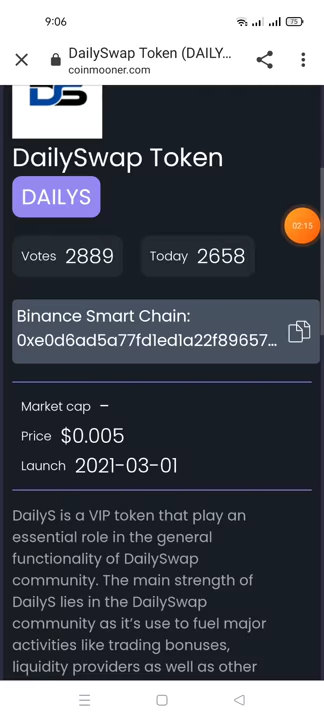 9:06
75
DailySwap Token (DAILY...
coinmooner.com
DS
DailySwap Token
DAILYS
02:15
Votes 2889 Today 2658
Binance Smart Chain:
0xe0d6ad5a77fd1ed1a22f89657...
Market cap –
Price $0.005
Launch 2021-03-01
DailyS is a VIP token that play an
essential role in the general
functionality of DailySwap
community. The main strength of
DailyS lies in the DailySwap
community as it's use to fuel major
activities like trading bonuses,
liquidity providers as well as other